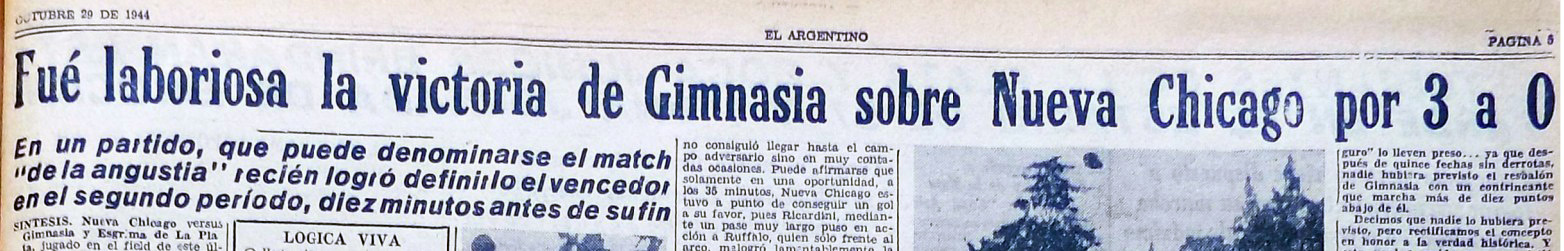 OCTUBRE 29 DE 1944
EL ARGENTINO
PAGINA 5
Fué laboriosa la victoria de Gimnasia sobre Nueva Chicago por 3 a 0
En un partido, que puede denominarse el match
"de la angustia" recién logró definirlo el vencedor
en el segundo período, diez minutos antes de su fin
SINTESIS. Nueva Chicago versus
Gimnasia y Esgrima de La Pla
ta, jugado en el field de este úl-
LOGICA VIVA
no consiguió llegar hasta el cam-
po adversario sino en muy conta-
das ocasiones. Puede afirmarse que
solamente en una oportunidad, a
los 35 minutos, Nueva Chicago es-
tuvo a punto de conseguir un gol
a su favor, pues Ricardini, median-
te un pase muy largo puso en ac-
ción a Ruffalo, quien sólo frente al
arco, malogró lamentablemente la
guro" lo lleven preso... ya que des-
pués de quince fechas sin derrotas,
nadie hubiera previsto el resbalón
de Gimnasia con un contrincante
que marcha más de diez puntos
abajo de él.
Decimos que nadie lo hubiera pre-
visto, pero rectificamos el concepto
en honor a la verdad histórica,